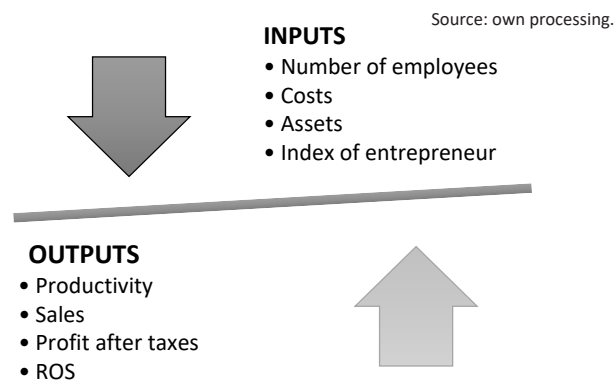 Source: own processing.
INPUTS
• Number of employees
• Costs
• Assets
• Index of entrepreneur
OUTPUTS
• Productivity
• Sales
• Profit after taxes
• ROS